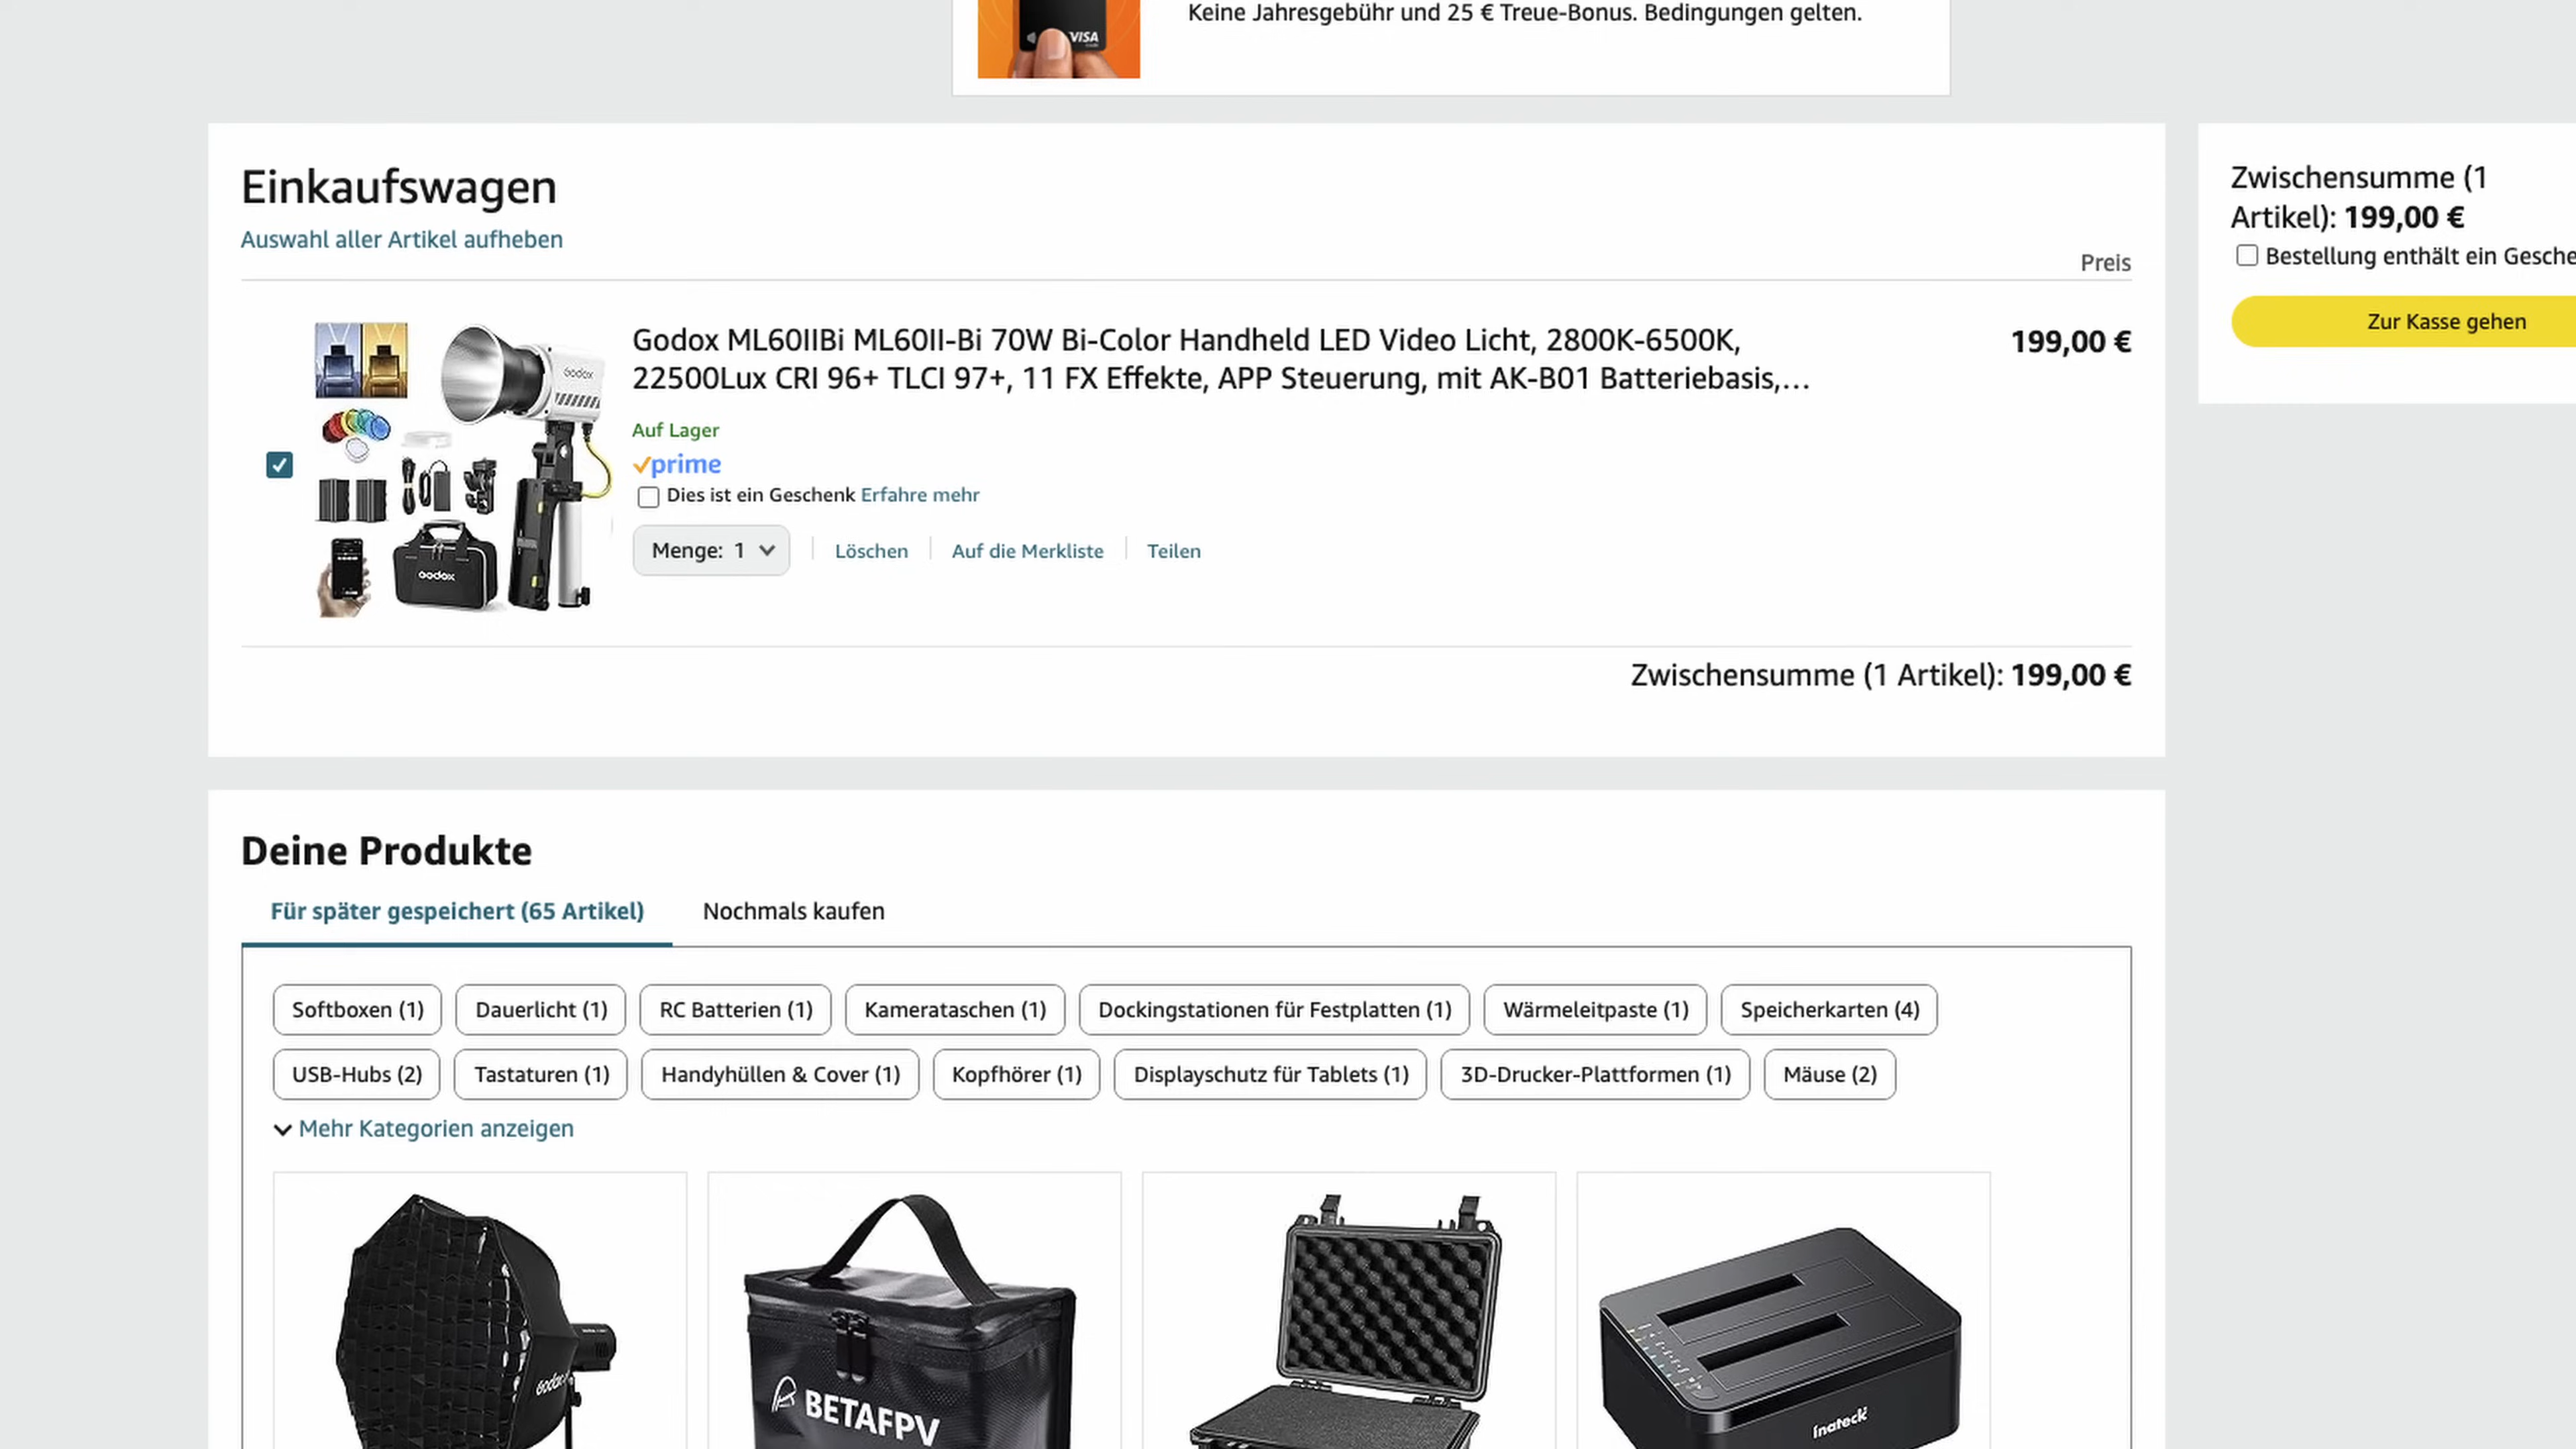 Keine Jahresgebühr und 25 € Treue-Bonus. Bedingungen gelten.
VISA
Einkaufswagen
Auswahl aller Artikel aufheben
Preis
Godox ML60IIBi ML60II-Bi 70W Bi-Color Handheld LED Video Licht, 2800K-6500K,
22500Lux CRI 96+ TLCI 97+, 11 FX Effekte, APP Steuerung, mit AK-B01 Batteriebasis,…
199,00 €
Godox
Godox
Auf Lager
prime
Dies ist ein Geschenk Erfahre mehr
Menge: 1
Löschen
Auf die Merkliste
Teilen
Zwischensumme (1 Artikel): 199,00 €
Zwischensumme (1
Artikel): 199,00 €
Bestellung enthält ein Gesche
Zur Kasse gehen
Deine Produkte
Für später gespeichert (65 Artikel)
Nochmals kaufen
Softboxen (1)
Dauerlicht (1)
RC Batterien (1)
Kamerataschen (1)
Dockingstationen für Festplatten (1)
Wärmeleitpaste (1)
Speicherkarten (4)
USB-Hubs (2)
Tastaturen (1)
Handyhüllen & Cover (1)
Kopfhörer (1)
Displayschutz für Tablets (1)
3D-Drucker-Plattformen (1)
Mäuse (2)
Mehr Kategorien anzeigen
Godox
BETAFPV
inateck